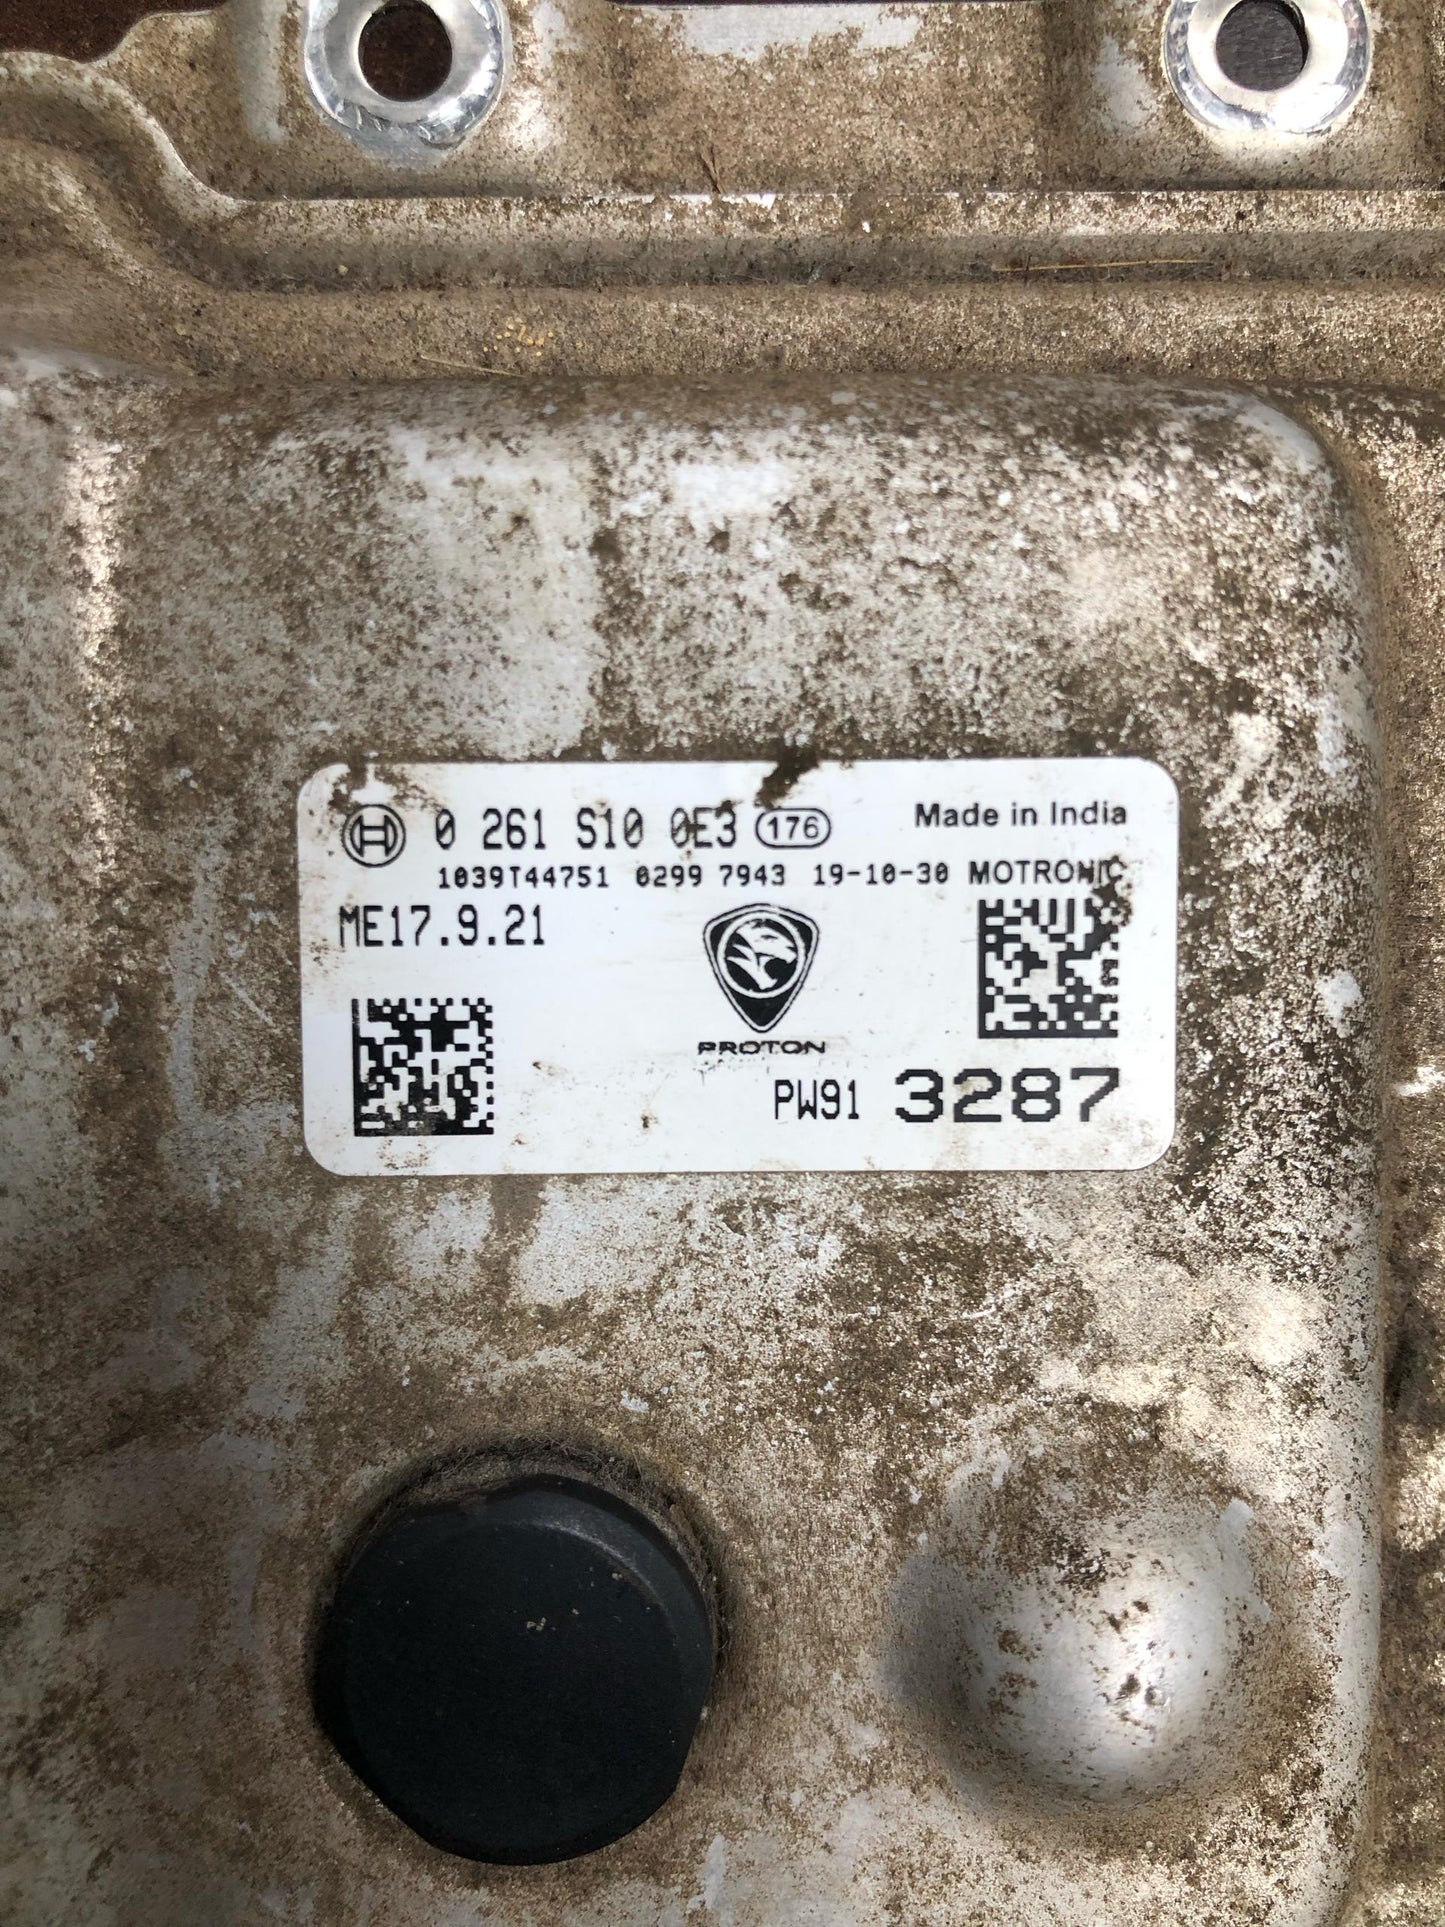 0 261 S10 0E3 176 Made in India
1039T44751 0299 7943 19-10-30 MOTRONIC
ME17.9.21
PROTON
PW91 3287